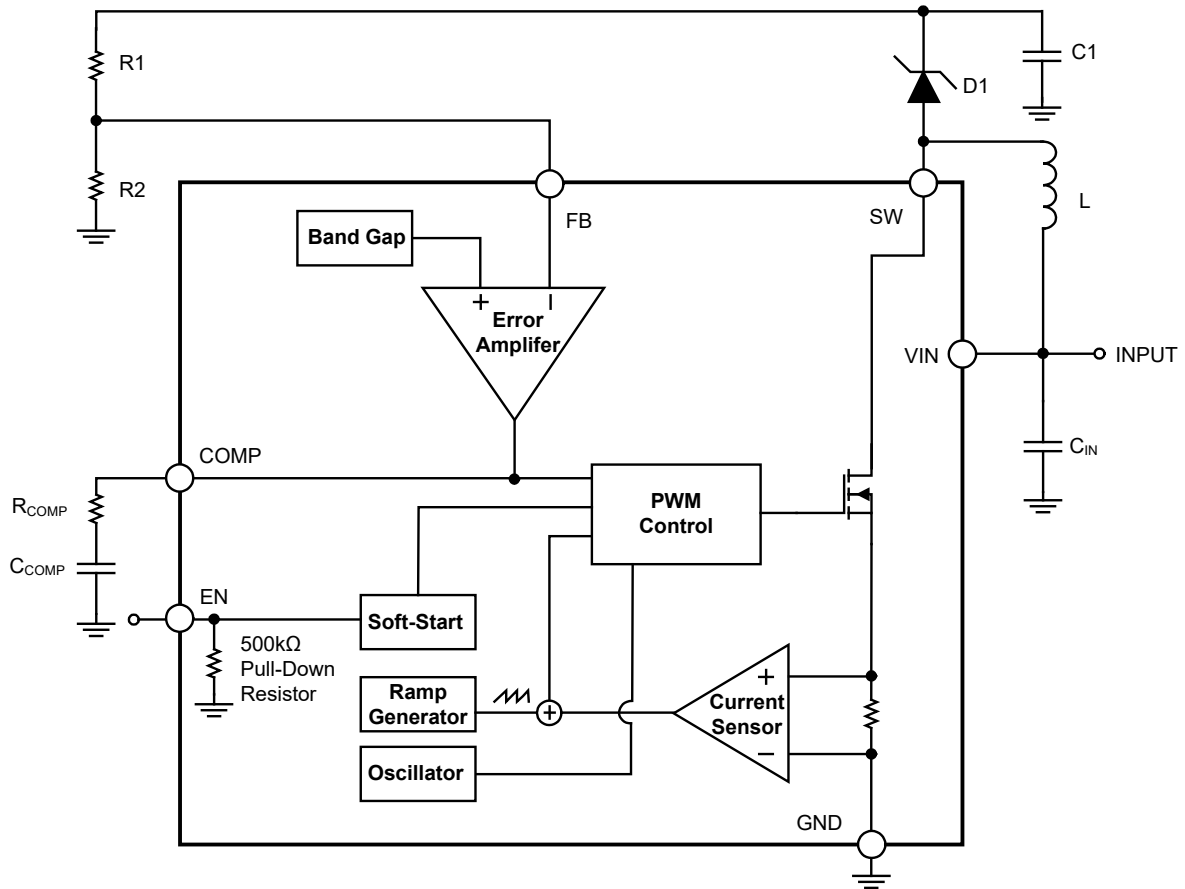 R1
C1
D1
R2
FB
SW
L
Band Gap
+
−
Error
Amplifer
VIN
INPUT
COMP
C_IN
R_COMP
PWM
Control
C_COMP
EN
Soft-Start
500kΩ
Pull-Down
Resistor
Ramp
Generator
+
+
Current
Sensor
−
Oscillator
GND